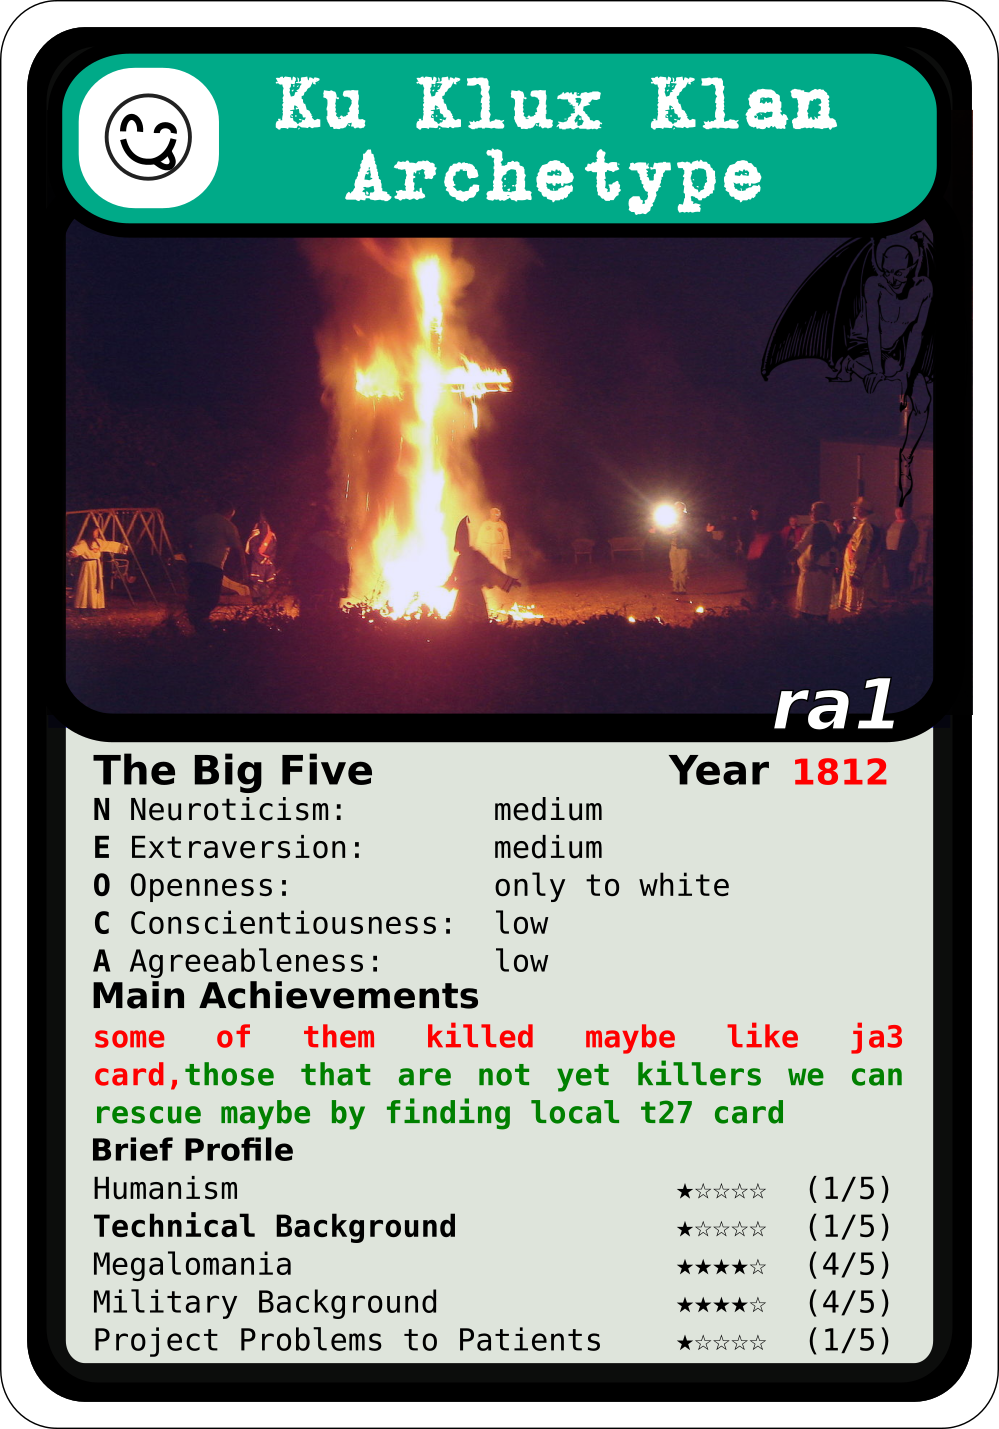 Ku Klux Klan
Archetype
ra1
The Big Five Year 1812
N Neuroticism: medium
E Extraversion: medium
O Openness: only to white
C Conscientiousness: low
A Agreeableness: low
Main Achievements
some of them killed maybe like ja3
card,those that are not yet killers we can
rescue maybe by finding local t27 card
Brief Profile
Humanism ★☆☆☆☆ (1/5)
Technical Background ★☆☆☆☆ (1/5)
Megalomania ★★★★☆ (4/5)
Military Background ★★★★☆ (4/5)
Project Problems to Patients ★☆☆☆☆ (1/5)